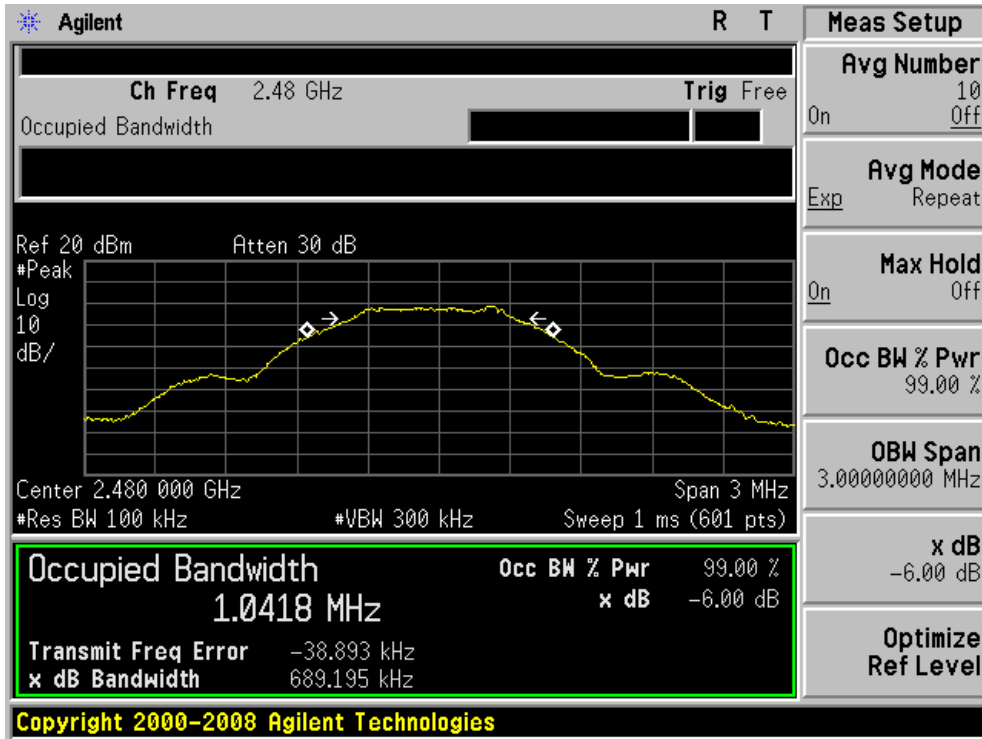 Agilent R T
Ch Freq 2.48 GHz Trig Free
Occupied Bandwidth
Ref 20 dBm Atten 30 dB
#Peak
Log
10
dB/
Center 2.480 000 GHz Span 3 MHz
#Res BW 100 kHz #VBW 300 kHz Sweep 1 ms (601 pts)
Occupied Bandwidth
1.0418 MHz
Occ BW % Pwr 99.00 %
x dB -6.00 dB
Transmit Freq Error -38.893 kHz
x dB Bandwidth 689.195 kHz
Copyright 2000-2008 Agilent Technologies
Meas Setup
Avg Number
10
On Off
Avg Mode
Exp Repeat
Max Hold
On Off
Occ BW % Pwr
99.00 %
OBW Span
3.00000000 MHz
x dB
-6.00 dB
Optimize
Ref Level